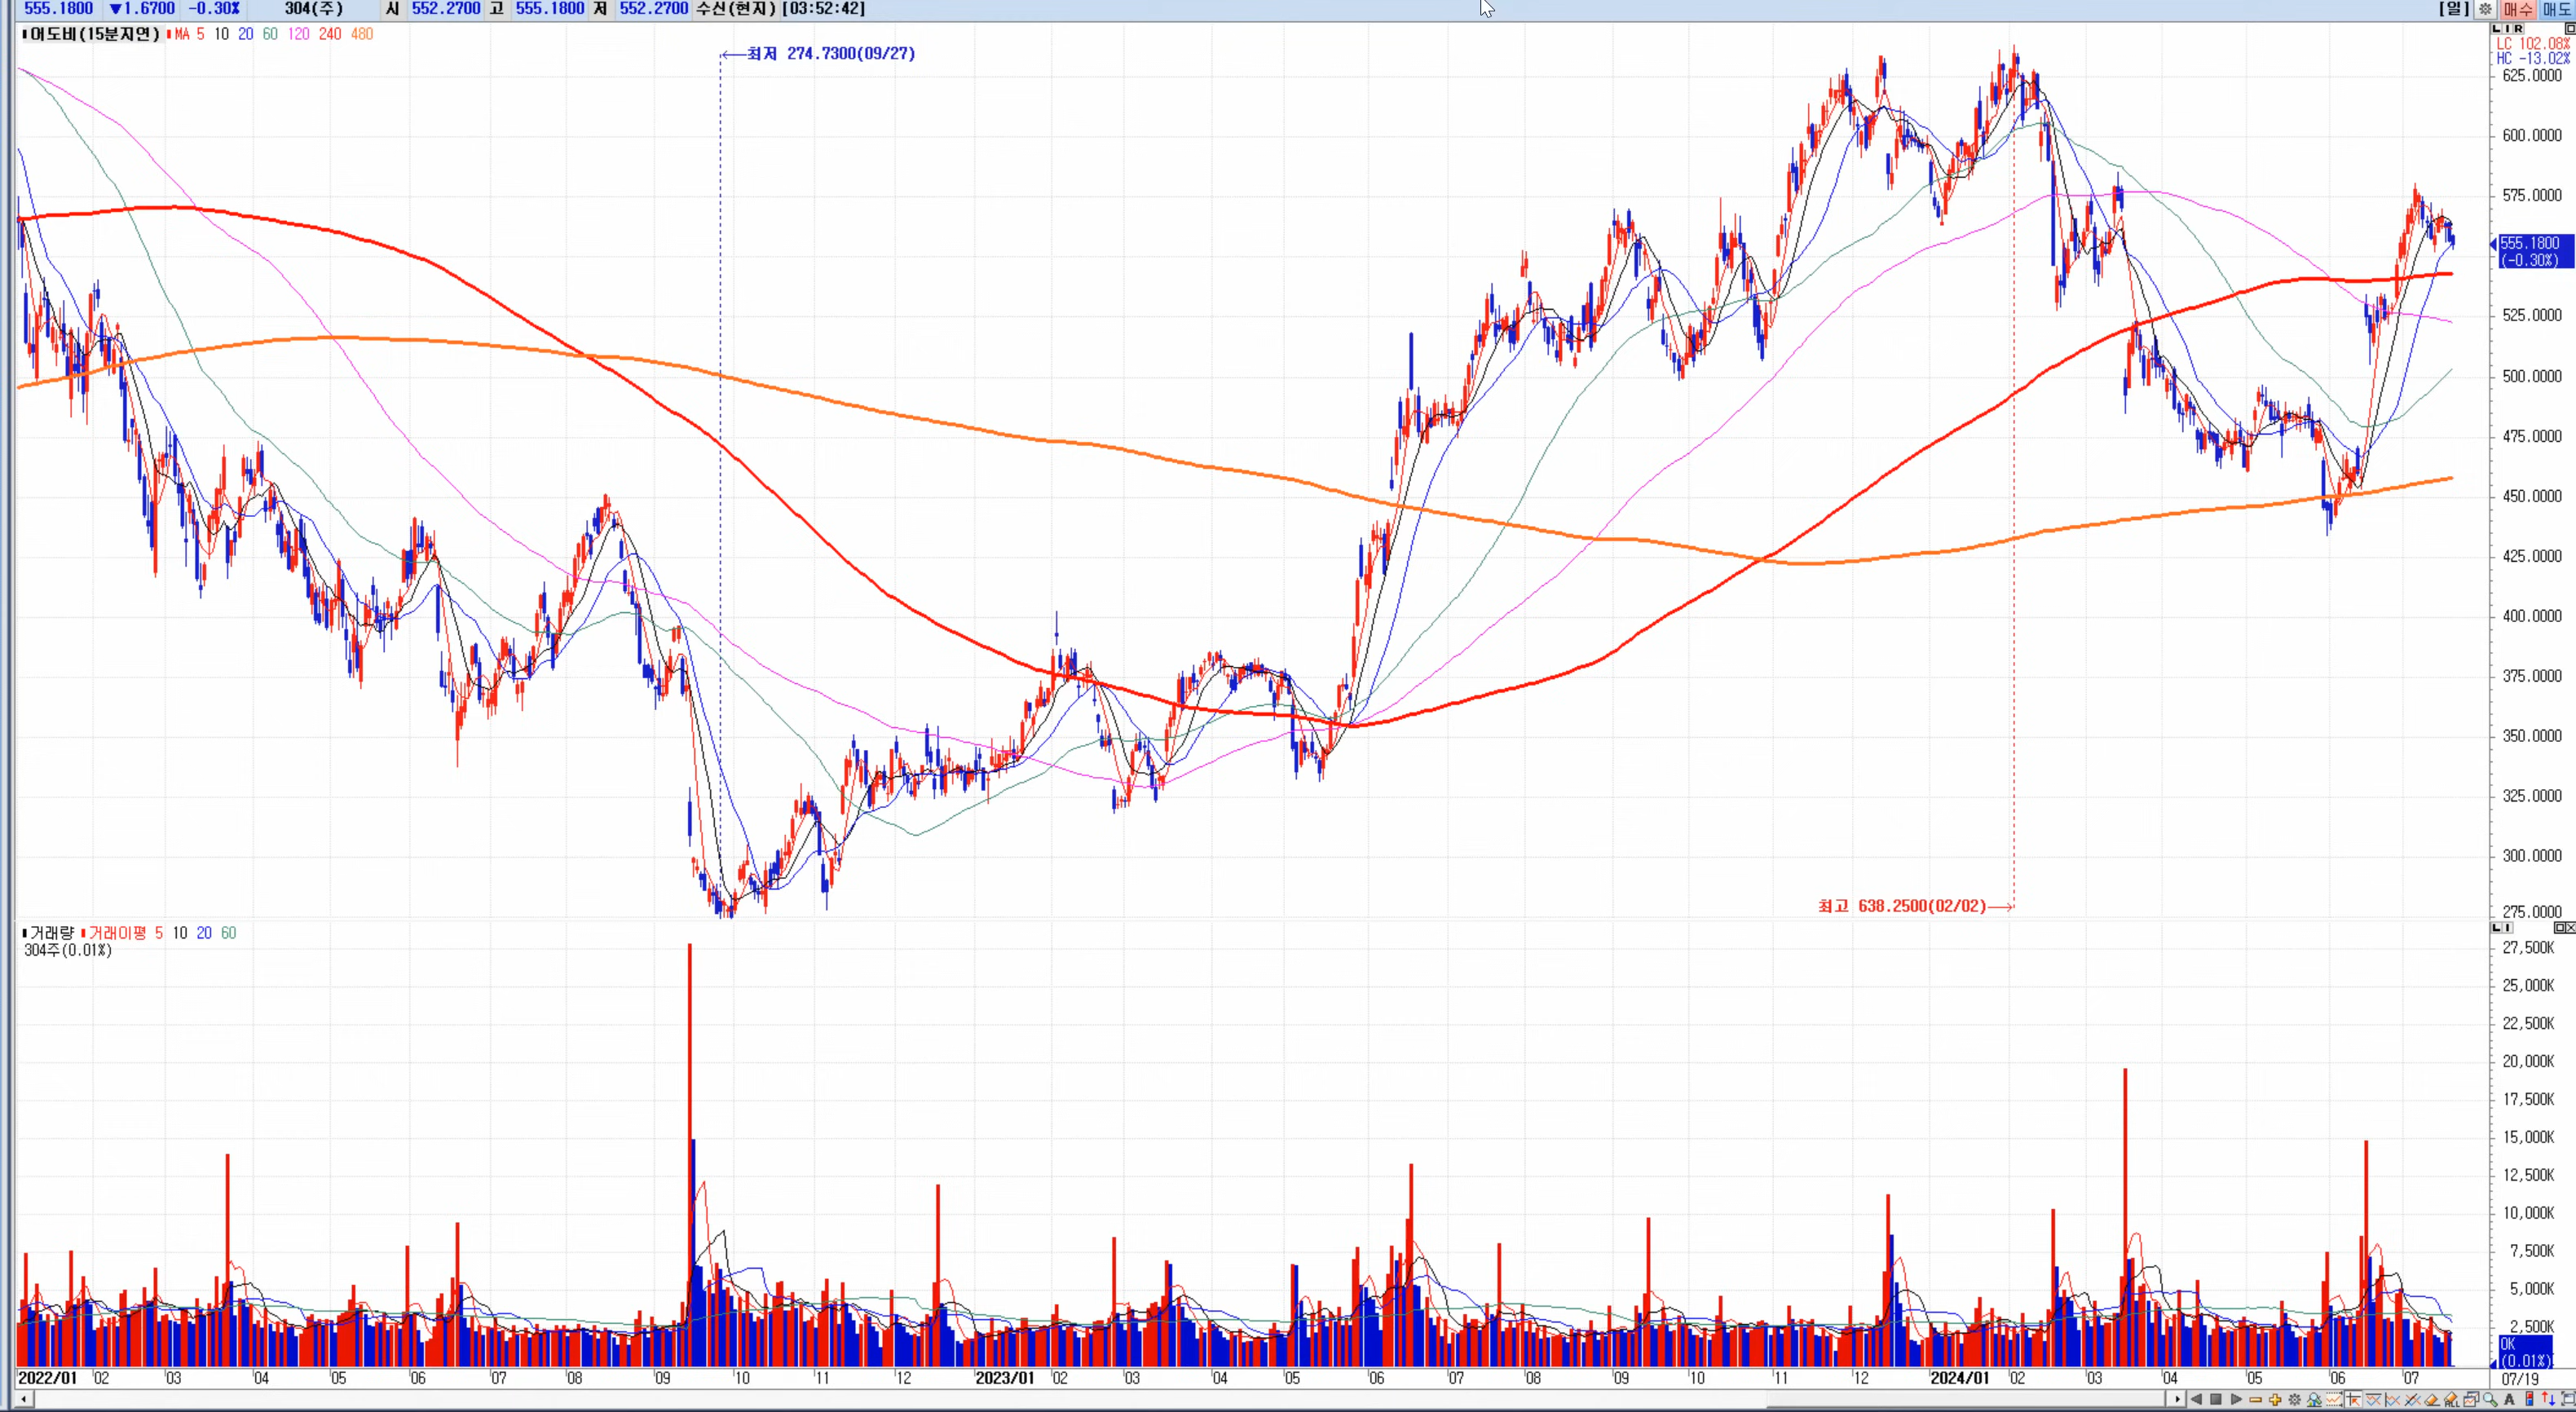 555.1800 ▼1.6700 -0.30% 304(주) 시 552.2700 고 555.1800 저 552.2700 수신(현지) [03:52:42] [일] 매수 매도
어도비(15분지연) MA 5 10 20 60 120 240 480
L I R
LC 102.08%
HC -13.02%
←최저 274.7300(09/27)
625.0000
600.0000
575.0000
555.1800
(-0.30%)
525.0000
500.0000
475.0000
450.0000
425.0000
400.0000
375.0000
350.0000
325.0000
300.0000
최고 638.2500(02/02)→
275.0000
거래량 거래이평 5 10 20 60
L I
304주(0.01%)
27,500K
25,000K
22,500K
20,000K
17,500K
15,000K
12,500K
10,000K
7,500K
5,000K
2,500K
0K
(0.01%)
2022/01 02 03 04 05 06 07 08 09 10 11 12 2023/01 02 03 04 05 06 07 08 09 10 11 12 2024/01 02 03 04 05 06 07 07/19
A